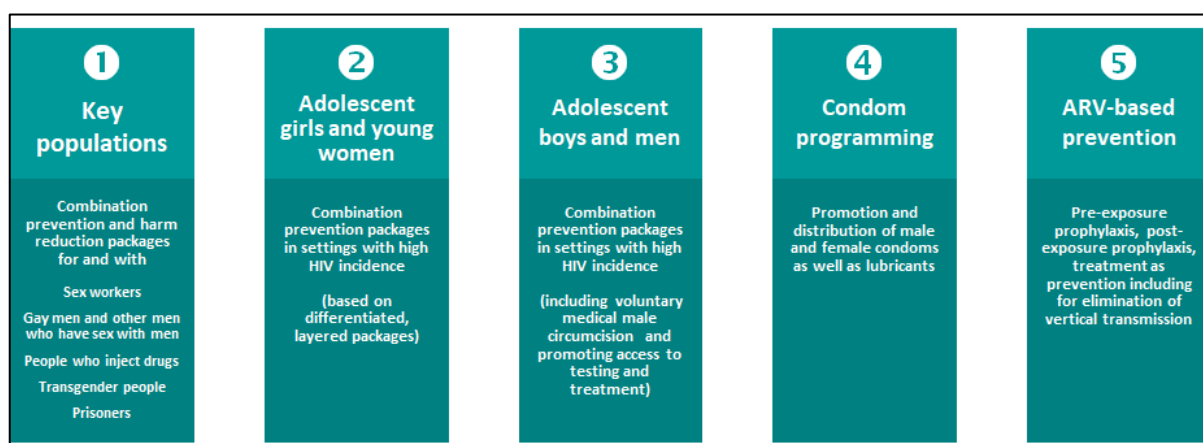 1
Key
populations
Combination
prevention and harm
reduction packages
for and with
Sex workers
Gay men and other men
who have sex with men
People who inject drugs
Transgender people
Prisoners
2
Adolescent
girls and young
women
Combination
prevention packages
in settings with high
HIV incidence
(based on
differentiated,
layered packages)
3
Adolescent
boys and men
Combination
prevention packages
in settings with high
HIV incidence
(including voluntary
medical male
circumcision and
promoting access to
testing and
treatment)
4
Condom
programming
Promotion and
distribution of male
and female condoms
as well as lubricants
5
ARV-based
prevention
Pre-exposure
prophylaxis, post-
exposure prophylaxis,
treatment as
prevention including
for elimination of
vertical transmission